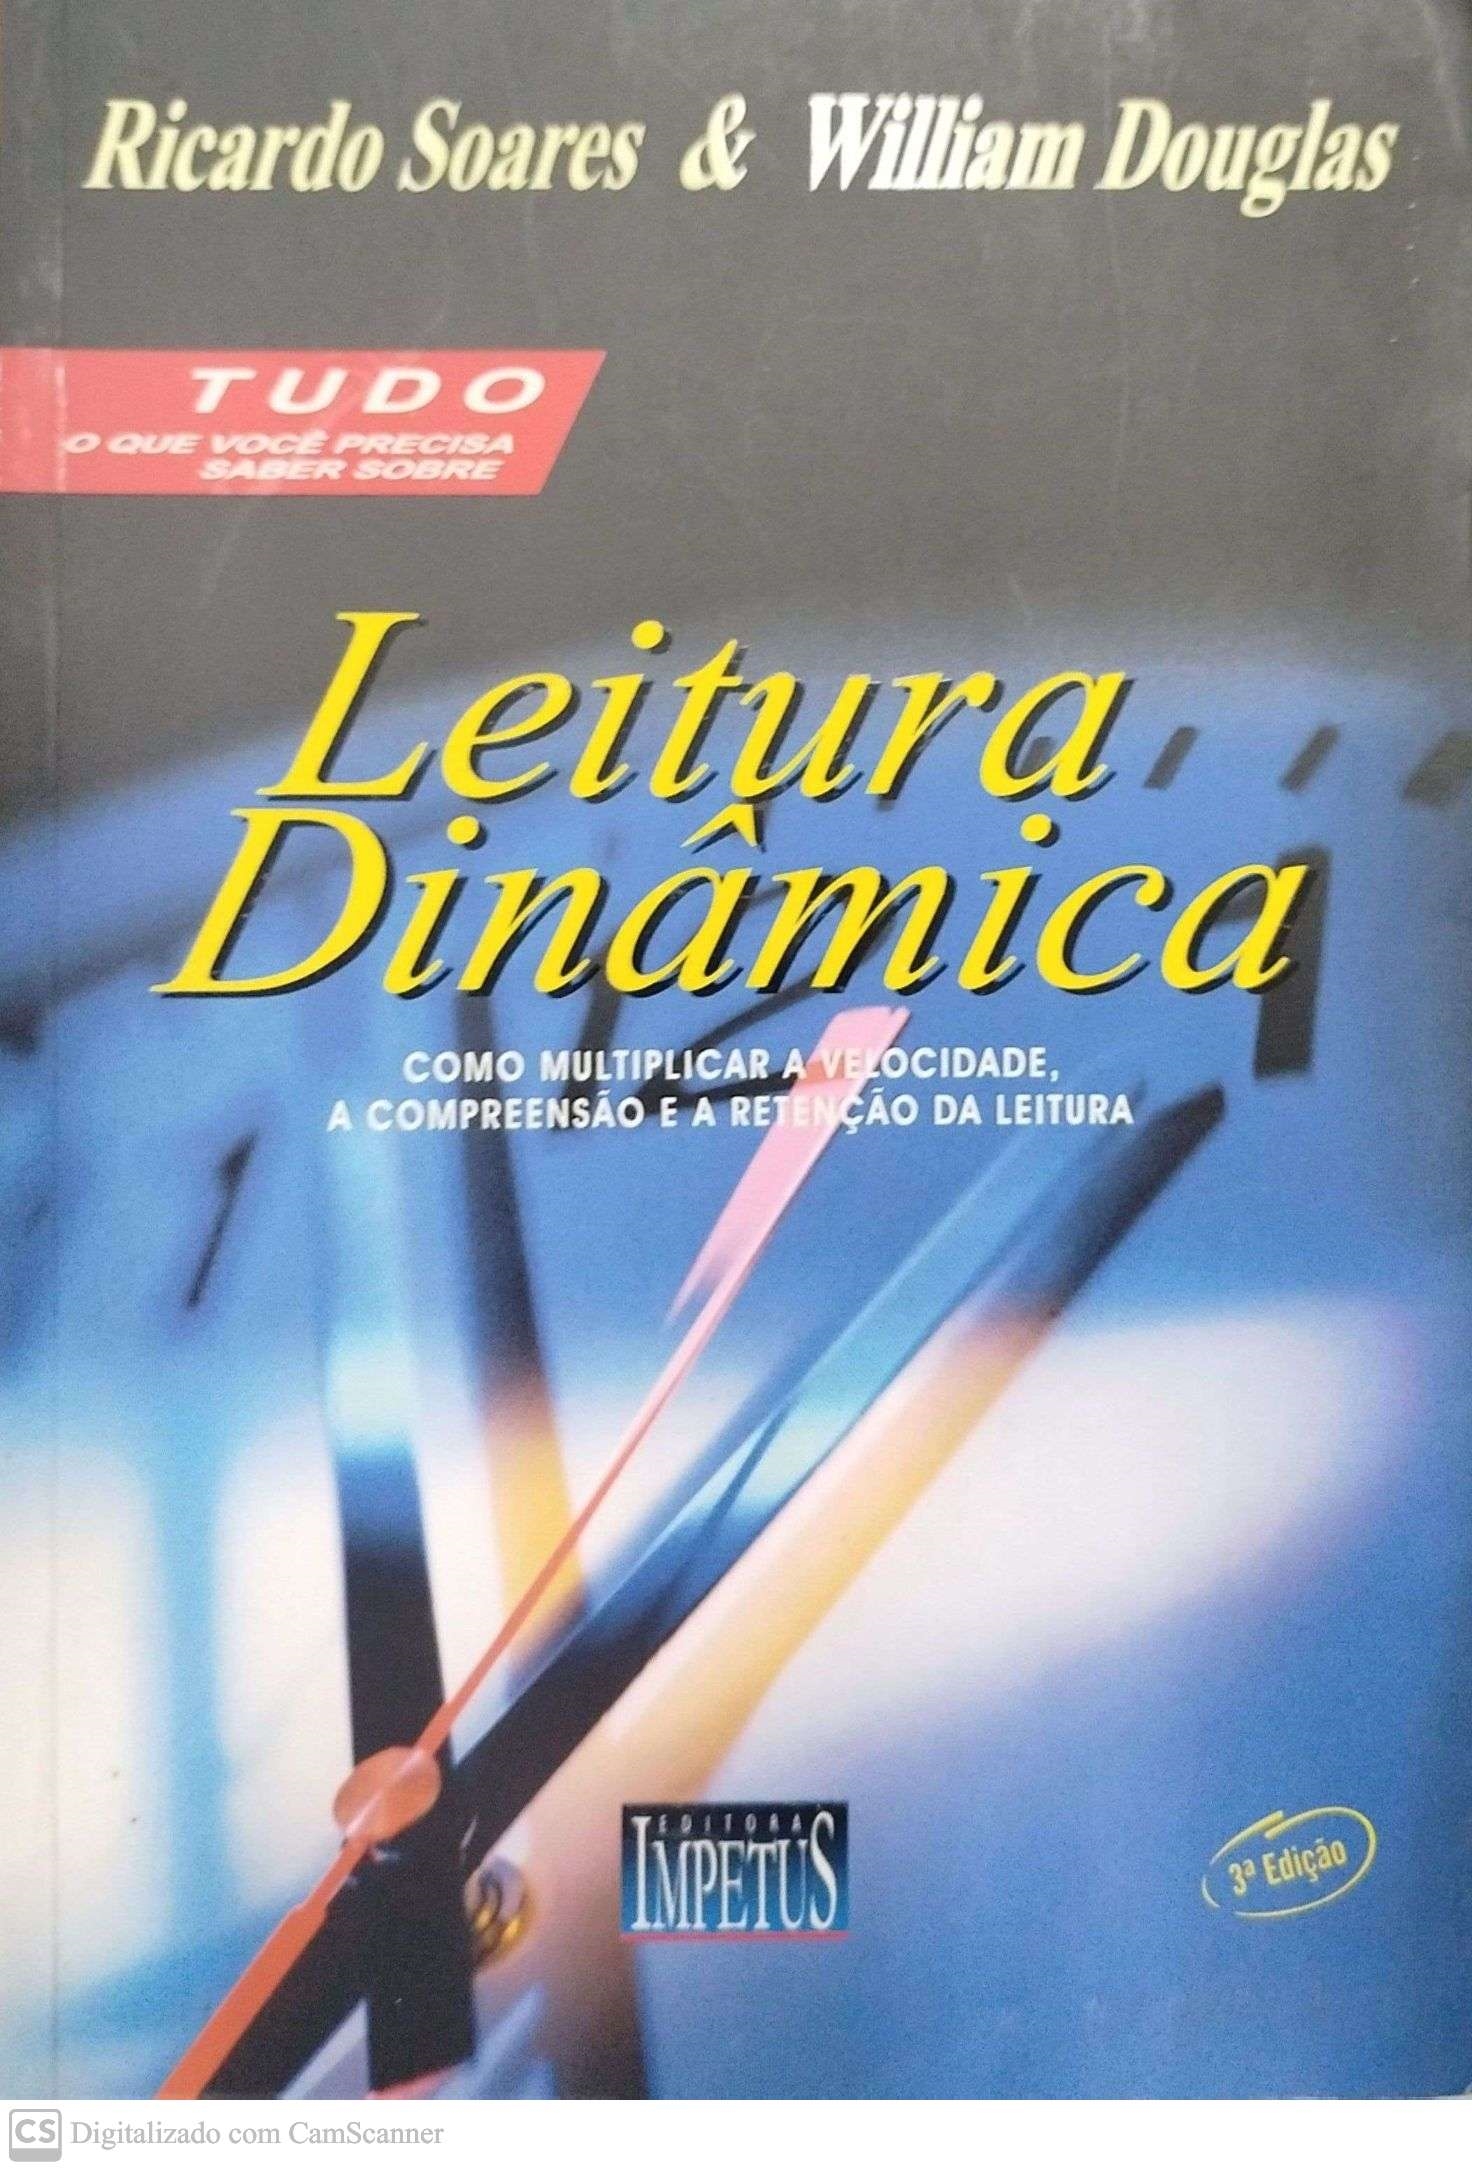 Ricardo Soares & William Douglas
TUDO
O QUE VOCÊ PRECISA
SABER SOBRE
Leitura
Dinâmica
COMO MULTIPLICAR A VELOCIDADE,
A COMPREENSÃO E A RETENÇÃO DA LEITURA
EDITORA
IMPETUS
3ª Edição
CS Digitalizado com CamScanner